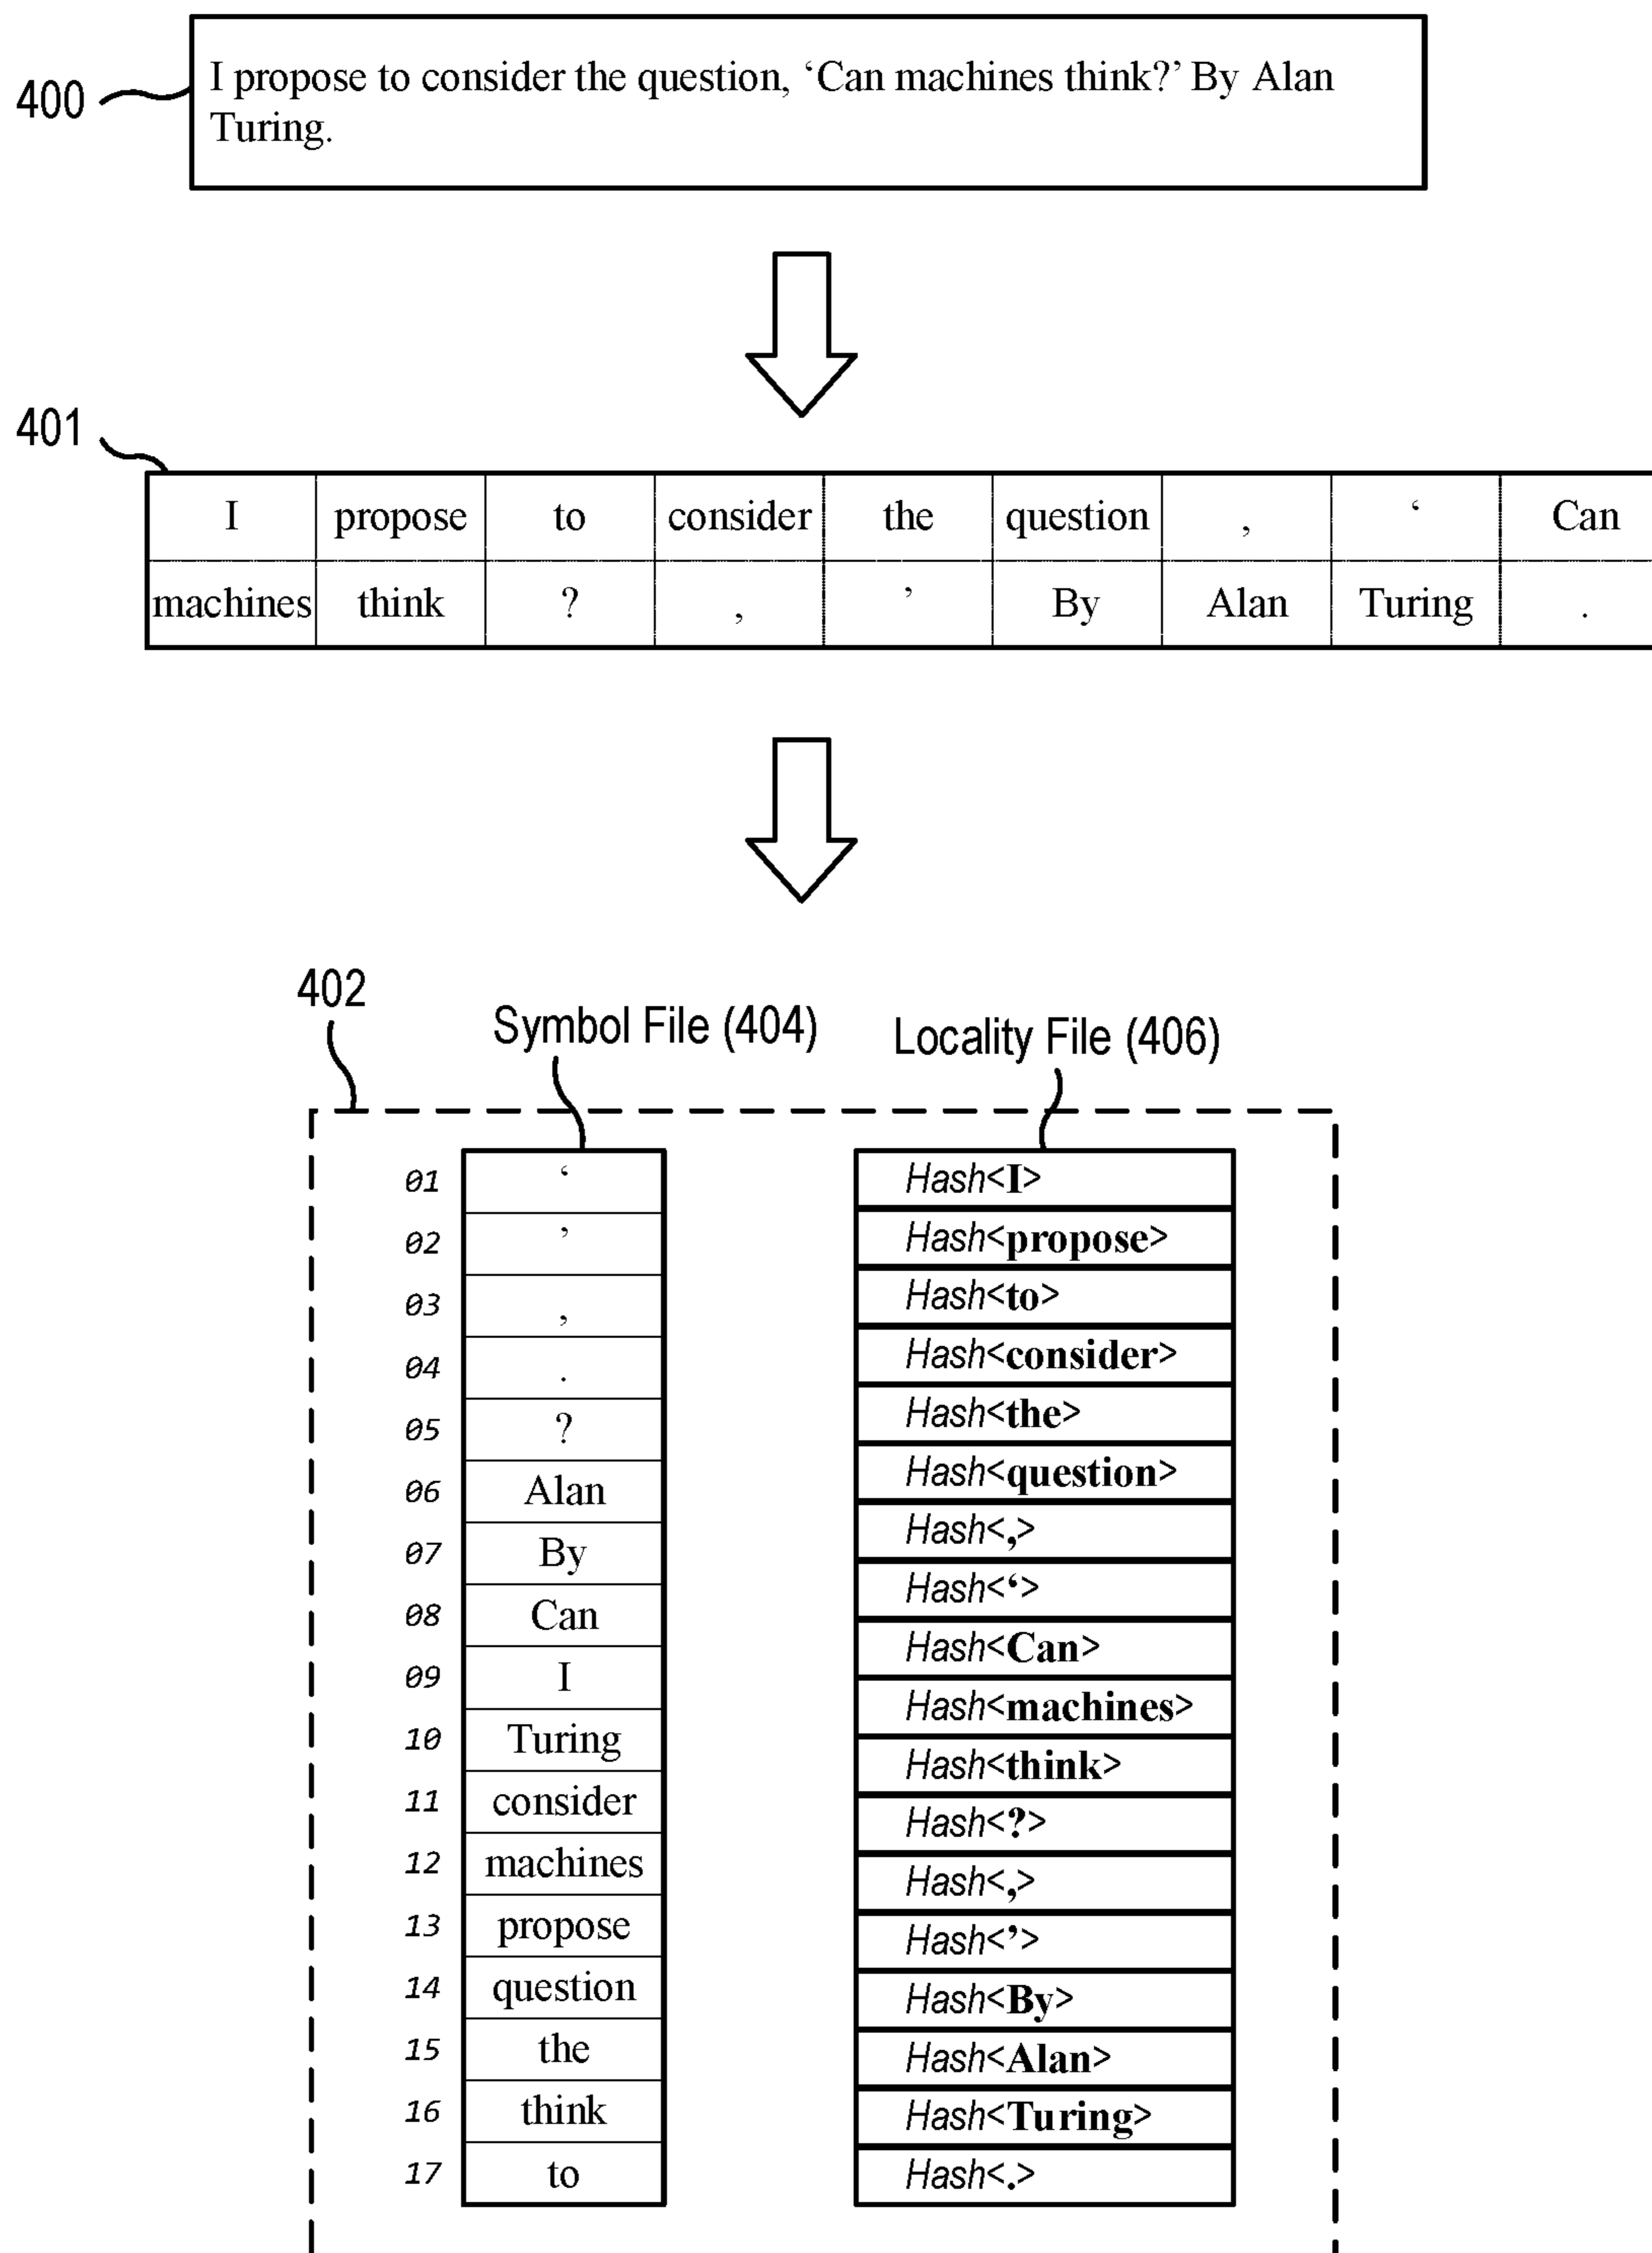 400
I propose to consider the question, ‘Can machines think?’ By Alan
Turing.
401
I propose to consider the question , ‘ Can
machines think ? , ’ By Alan Turing .
402
Symbol File (404) Locality File (406)
01 ‘
02 ’
03 ,
04 .
05 ?
06 Alan
07 By
08 Can
09 I
10 Turing
11 consider
12 machines
13 propose
14 question
15 the
16 think
17 to
Hash<I>
Hash<propose>
Hash<to>
Hash<consider>
Hash<the>
Hash<question>
Hash<,>
Hash<‘>
Hash<Can>
Hash<machines>
Hash<think>
Hash<?>
Hash<,>
Hash<’>
Hash<By>
Hash<Alan>
Hash<Turing>
Hash<.>